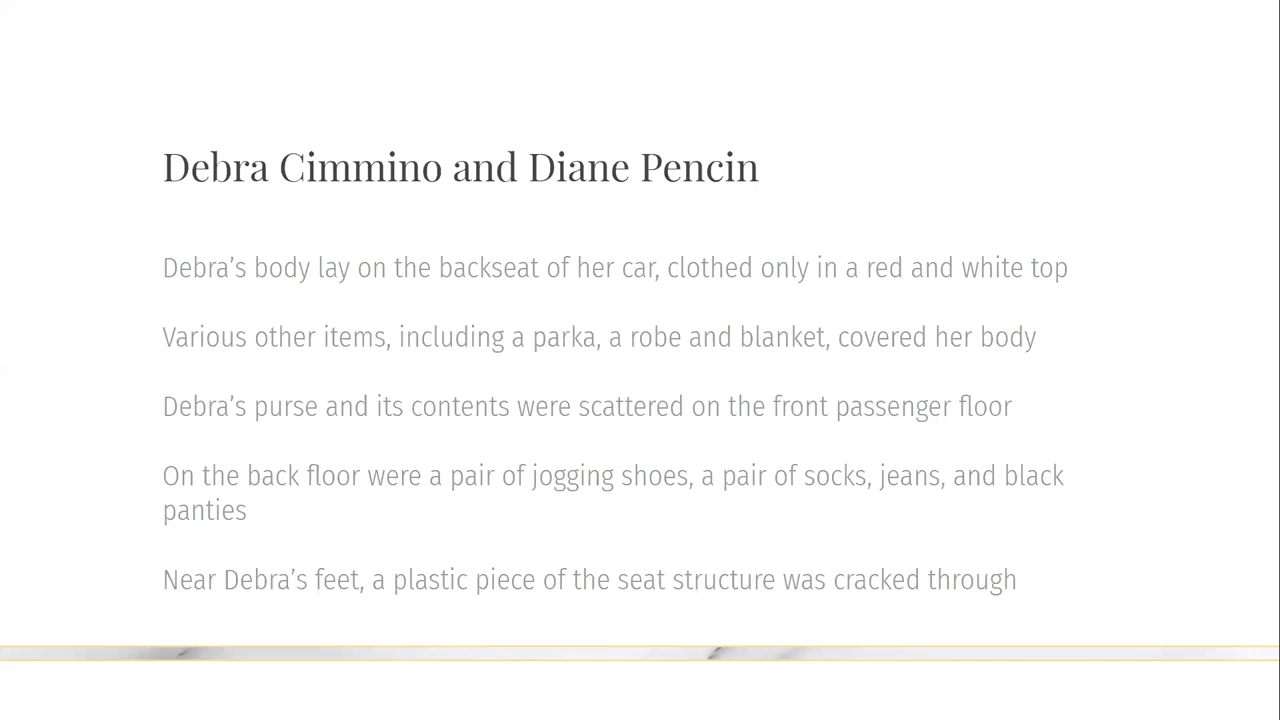 Debra Cimmino and Diane Pencin
Debra’s body lay on the backseat of her car, clothed only in a red and white top
Various other items, including a parka, a robe and blanket, covered her body
Debra’s purse and its contents were scattered on the front passenger floor
On the back floor were a pair of jogging shoes, a pair of socks, jeans, and black
panties
Near Debra’s feet, a plastic piece of the seat structure was cracked through